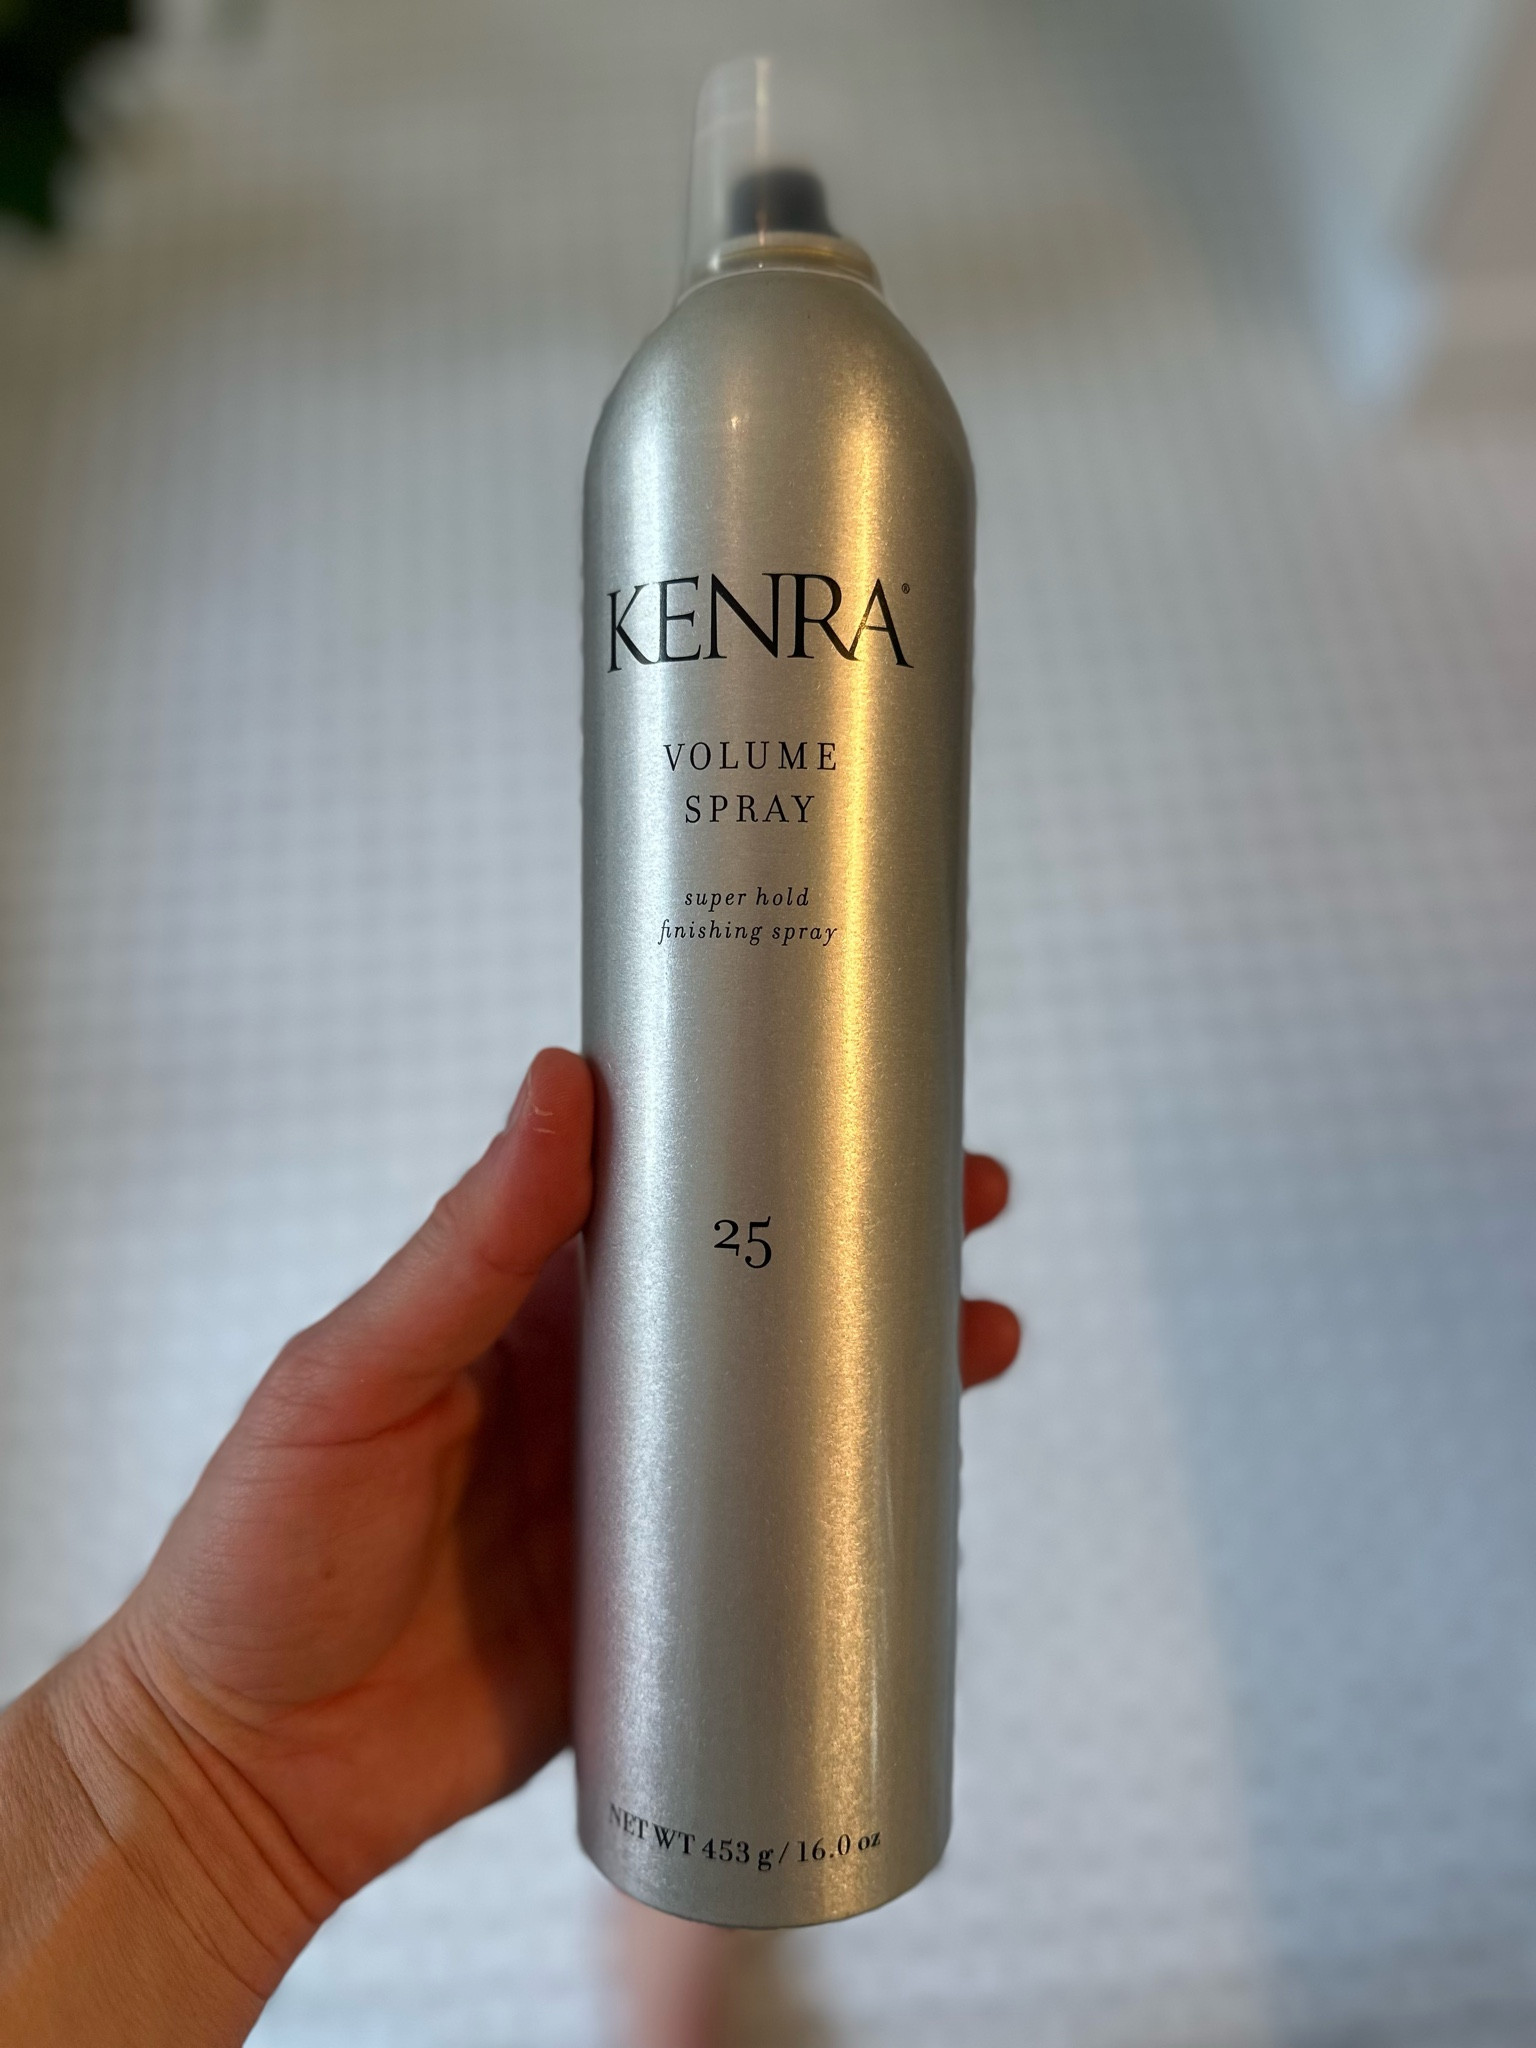 KENRA®
VOLUME
SPRAY
super hold
finishing spray
25
NET WT 453 g / 16.0 oz